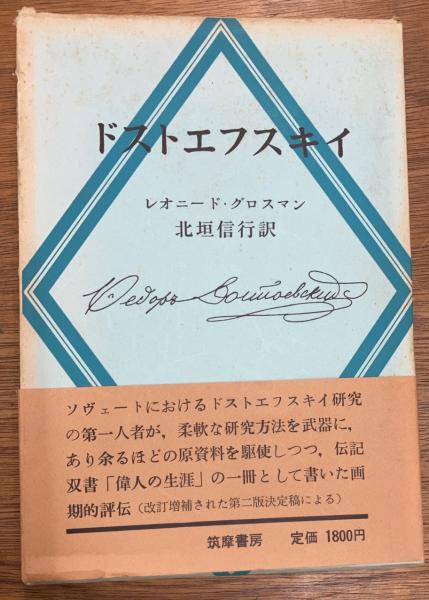 ドストエフスキイ
レオニード・グロスマン
北垣信行訳
Ѳедоръ Достоевскій
ソヴェートにおけるドストエフスキイ研究
の第一人者が，柔軟な研究方法を武器に，
あり余るほどの原資料を駆使しつつ，伝記
双書「偉人の生涯」の一冊として書いた画
期的評伝（改訂増補された第二版決定稿による）
筑摩書房 定価 1800円